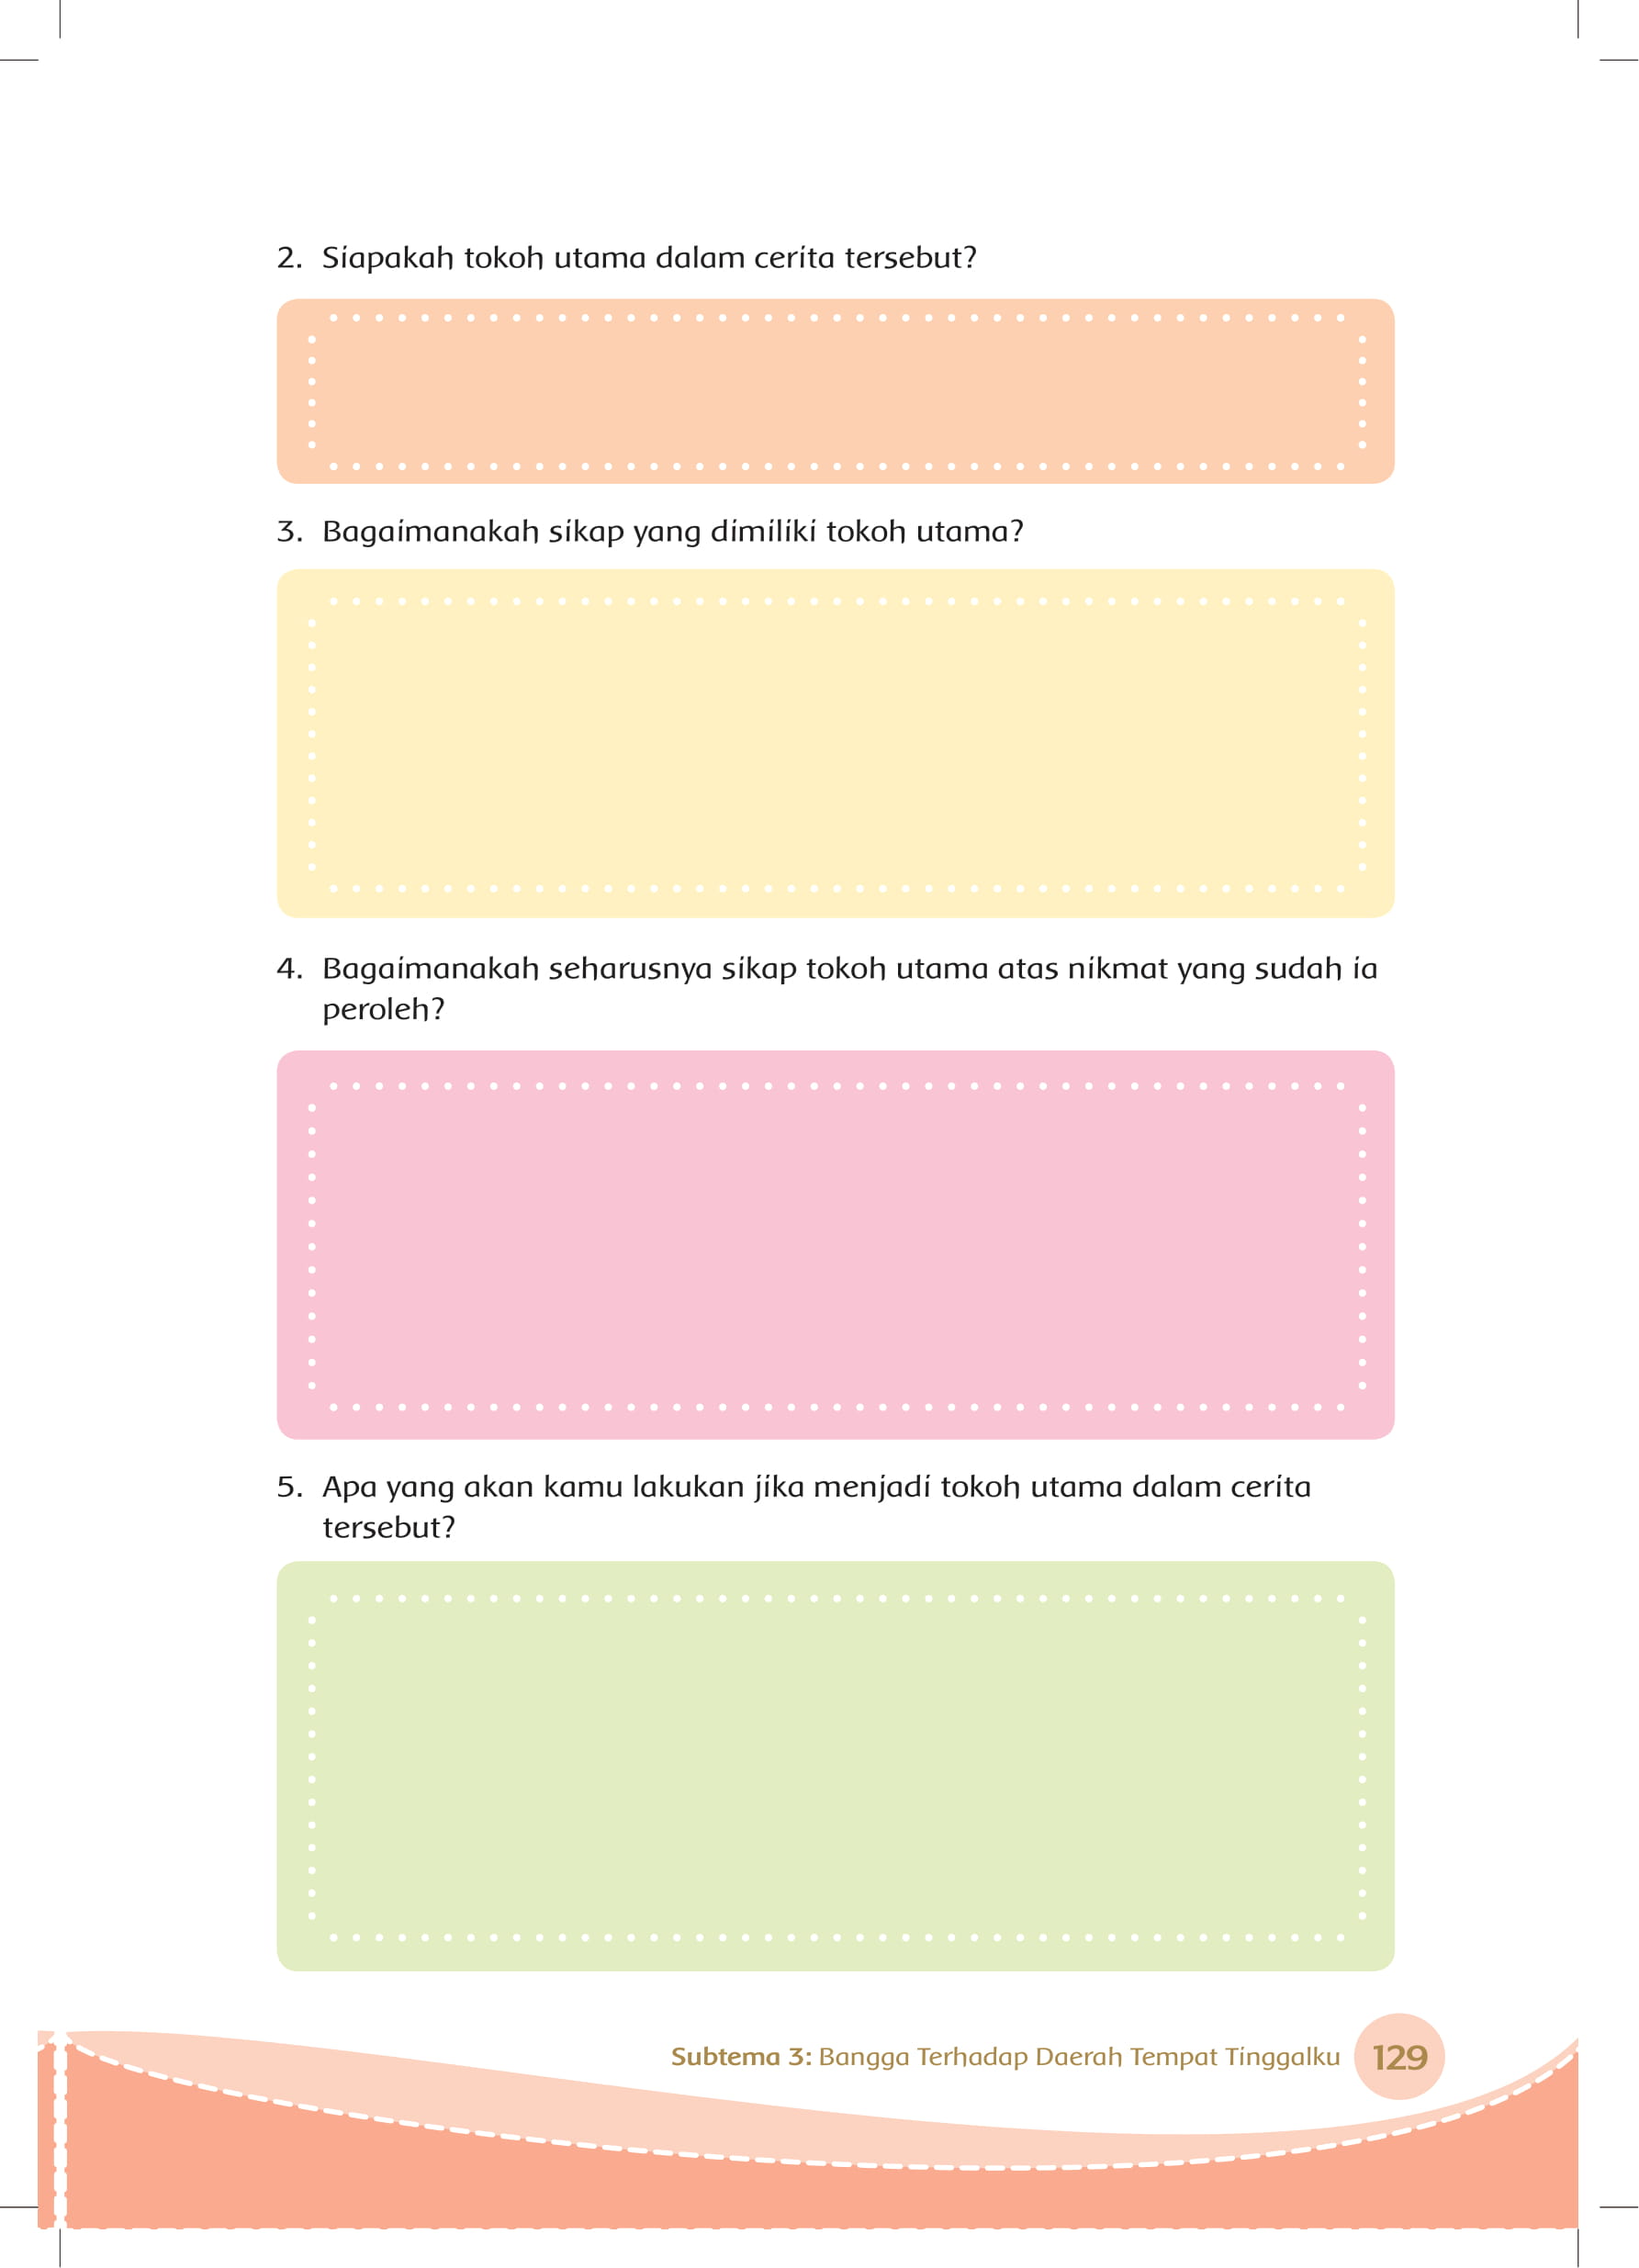 2. Siapakah tokoh utama dalam cerita tersebut?
3. Bagaimanakah sikap yang dimiliki tokoh utama?
4. Bagaimanakah seharusnya sikap tokoh utama atas nikmat yang sudah ia
peroleh?
5. Apa yang akan kamu lakukan jika menjadi tokoh utama dalam cerita
tersebut?
Subtema 3: Bangga Terhadap Daerah Tempat Tinggalku 129